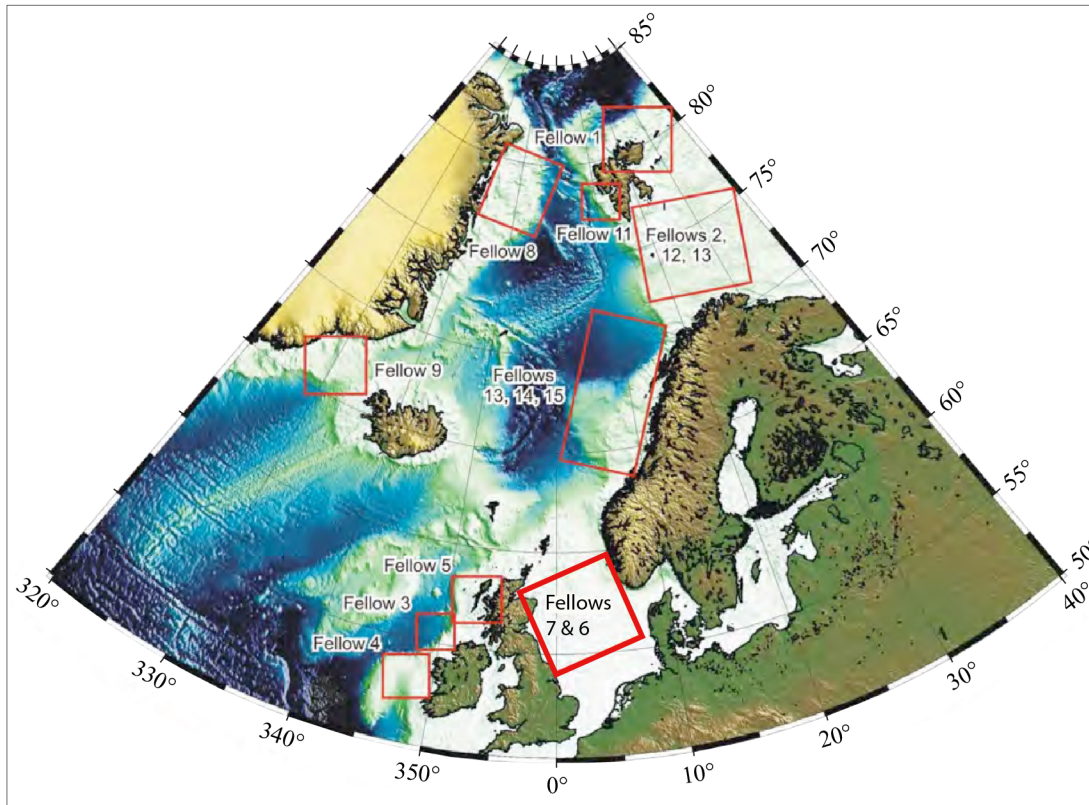 85°
80°
75°
70°
65°
60°
55°
50°
40°
30°
20°
10°
0°
350°
340°
330°
320°
Fellow 1
Fellow 8
Fellow 11
Fellows 2,
12, 13
Fellow 9
Fellows
13, 14, 15
Fellow 5
Fellow 3
Fellow 4
Fellows
7 & 6